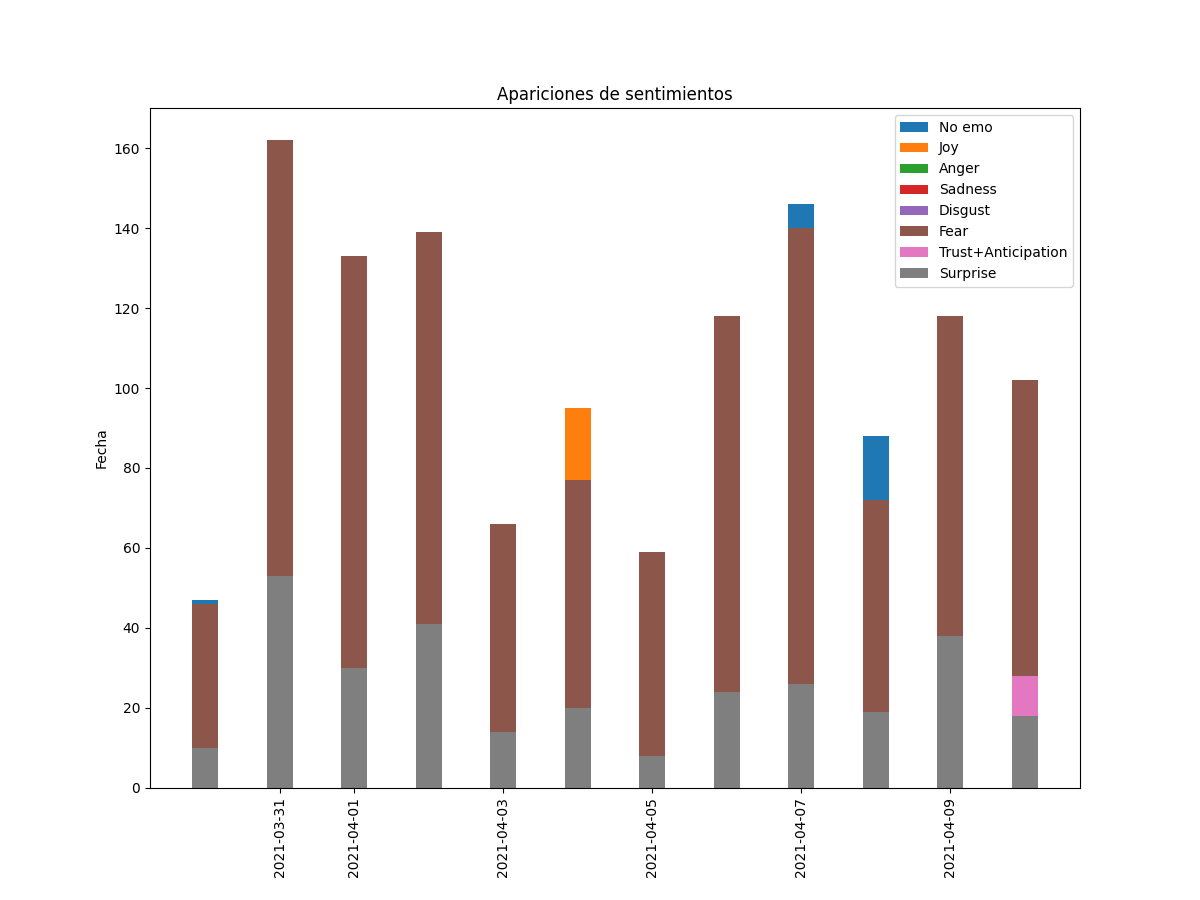 Apariciones de sentimientos
No emo
Joy
Anger
Sadness
Disgust
Fear
Trust+Anticipation
Surprise
Fecha
160
140
120
100
80
60
40
20
0
2021-03-31
2021-04-01
2021-04-03
2021-04-05
2021-04-07
2021-04-09